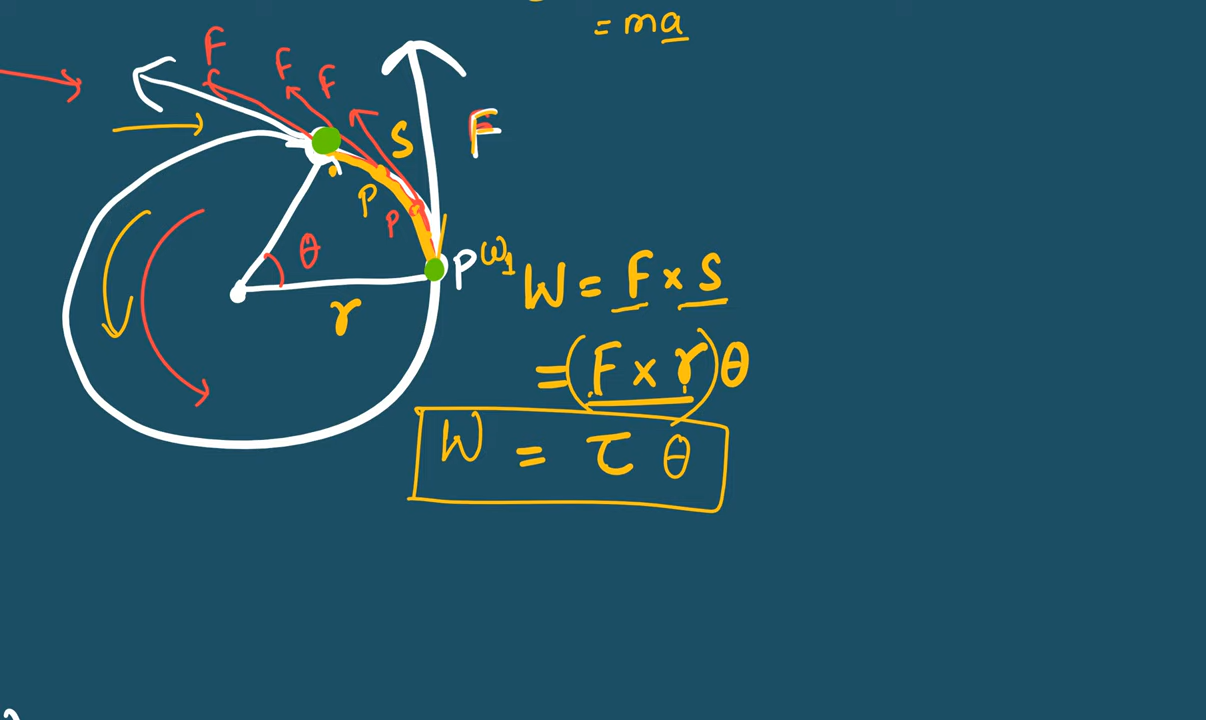 = ma
F
F
F
S
F
P
P
θ
P ω₁
r
W = F × S
= (F × r) θ
W = τ θ